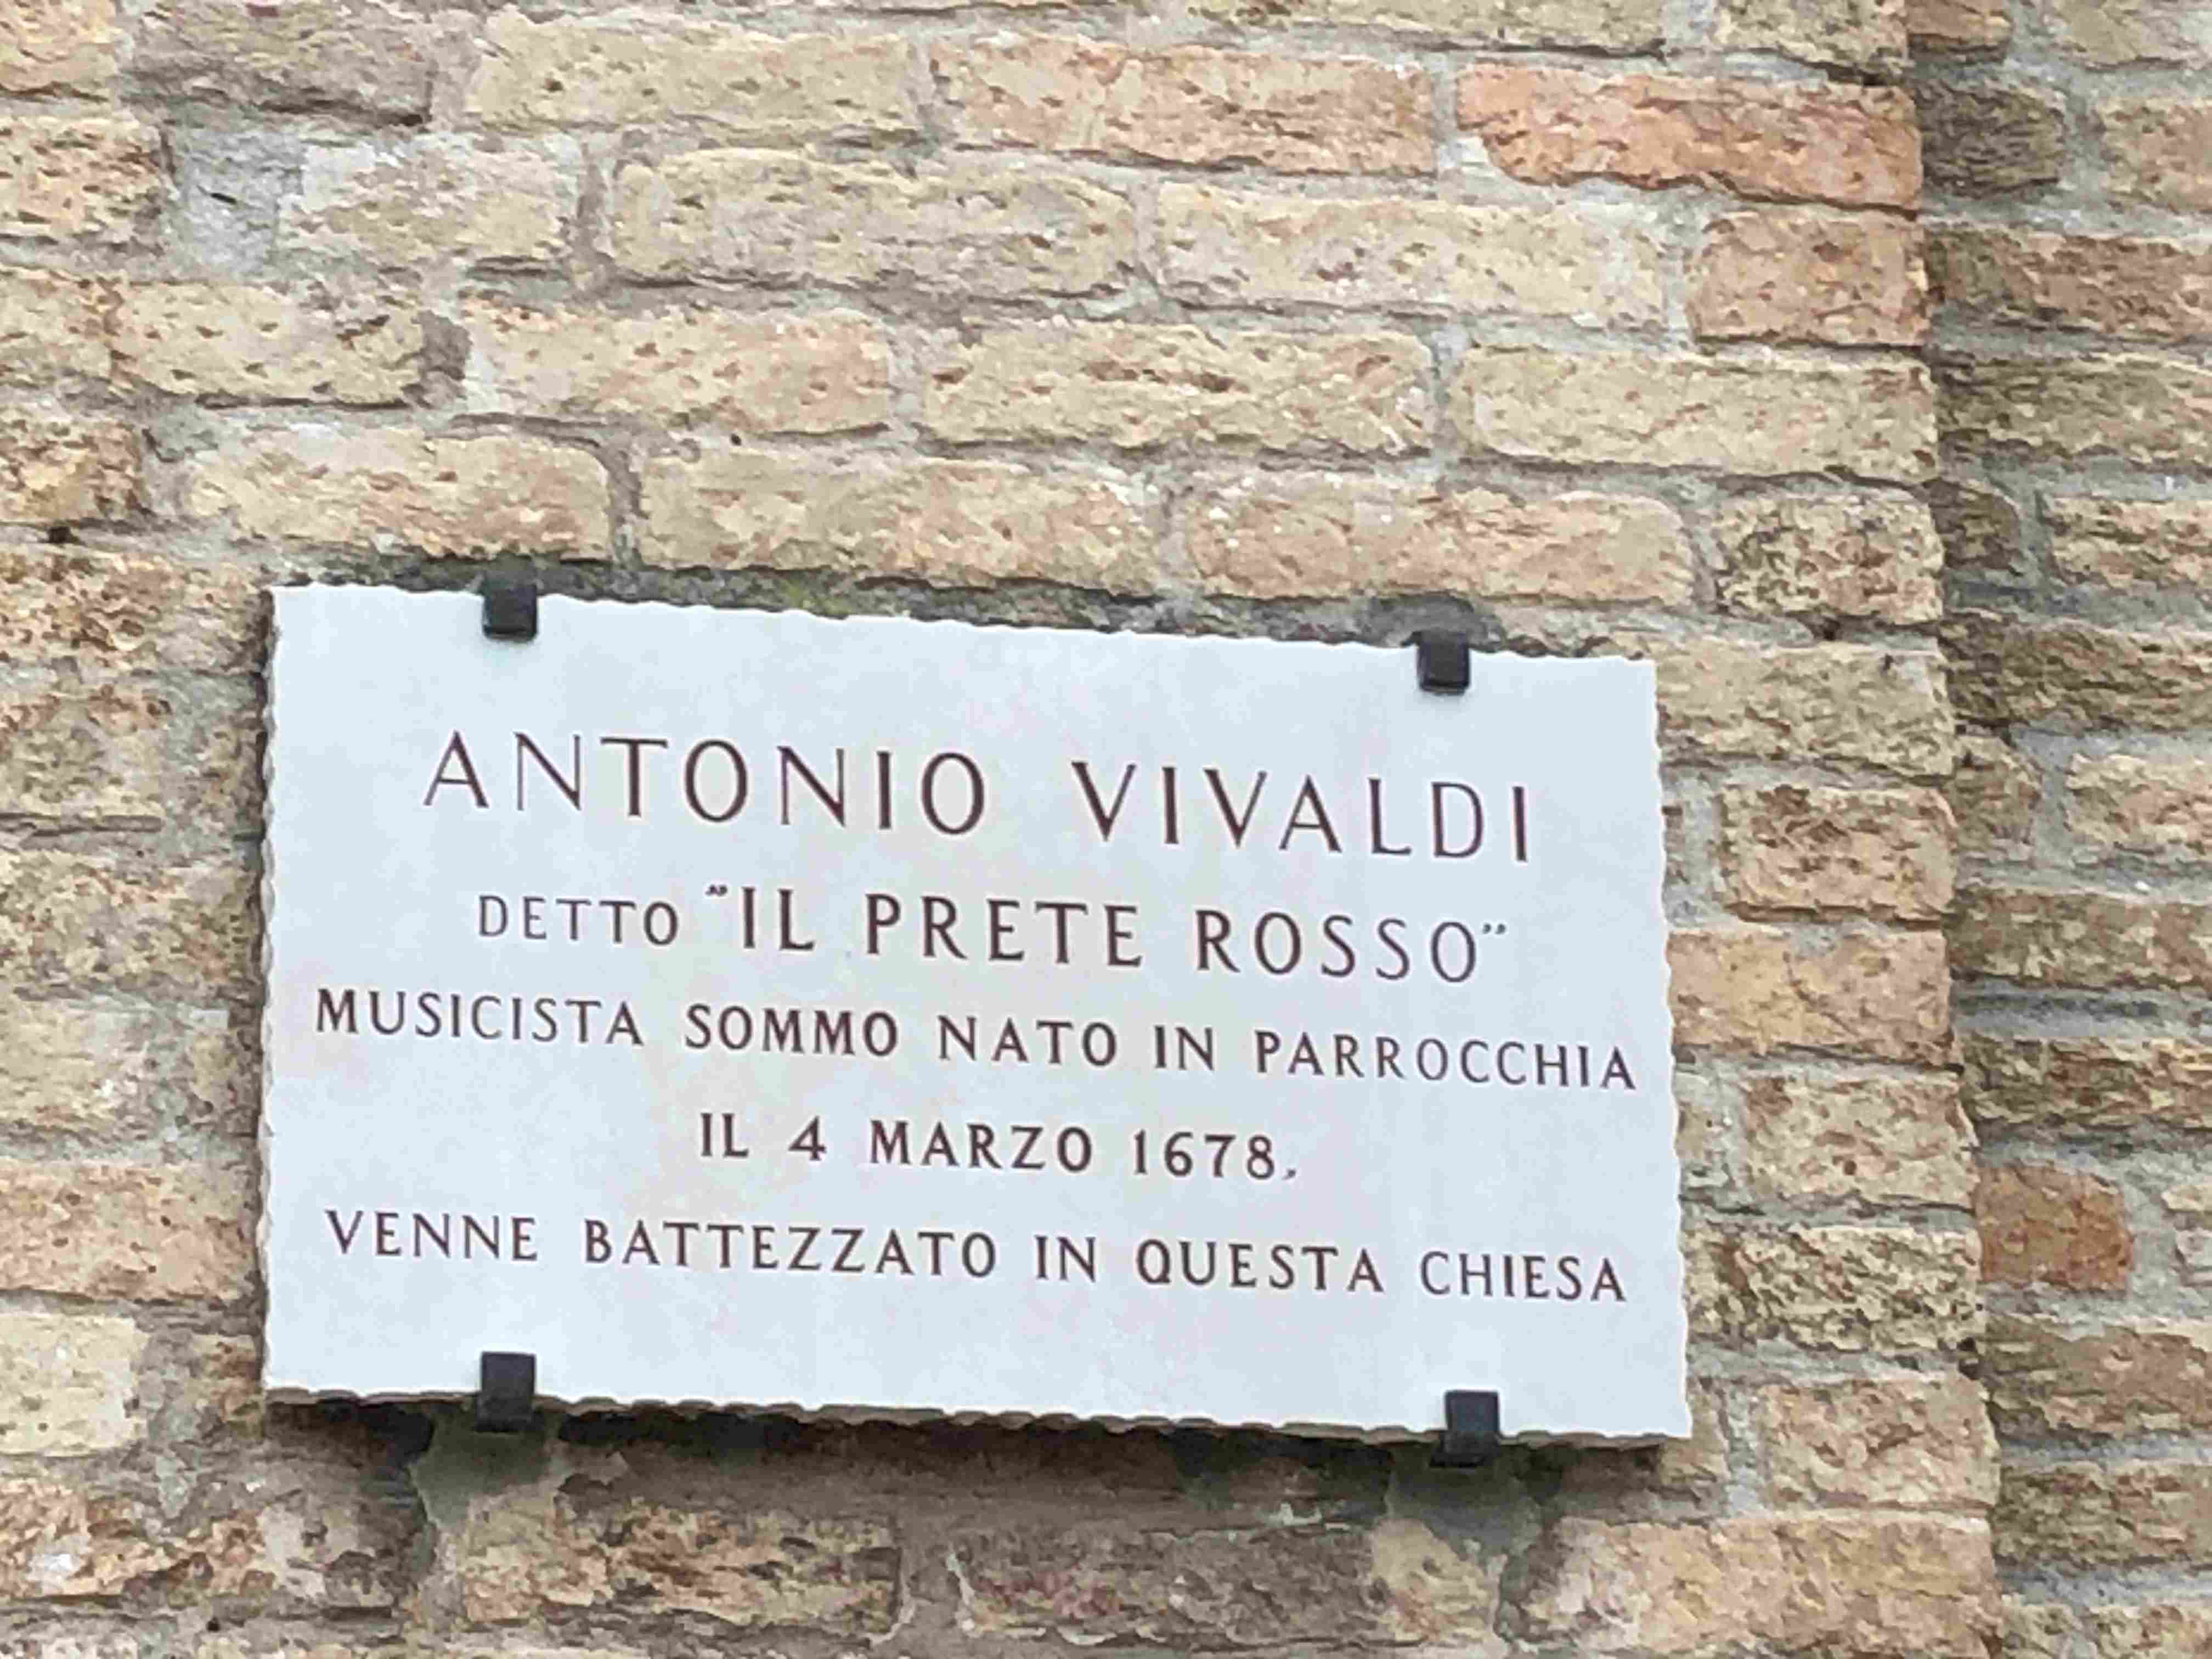 ANTONIO VIVALDI
DETTO "IL PRETE ROSSO"
MUSICISTA SOMMO NATO IN PARROCCHIA
IL 4 MARZO 1678,
VENNE BATTEZZATO IN QUESTA CHIESA